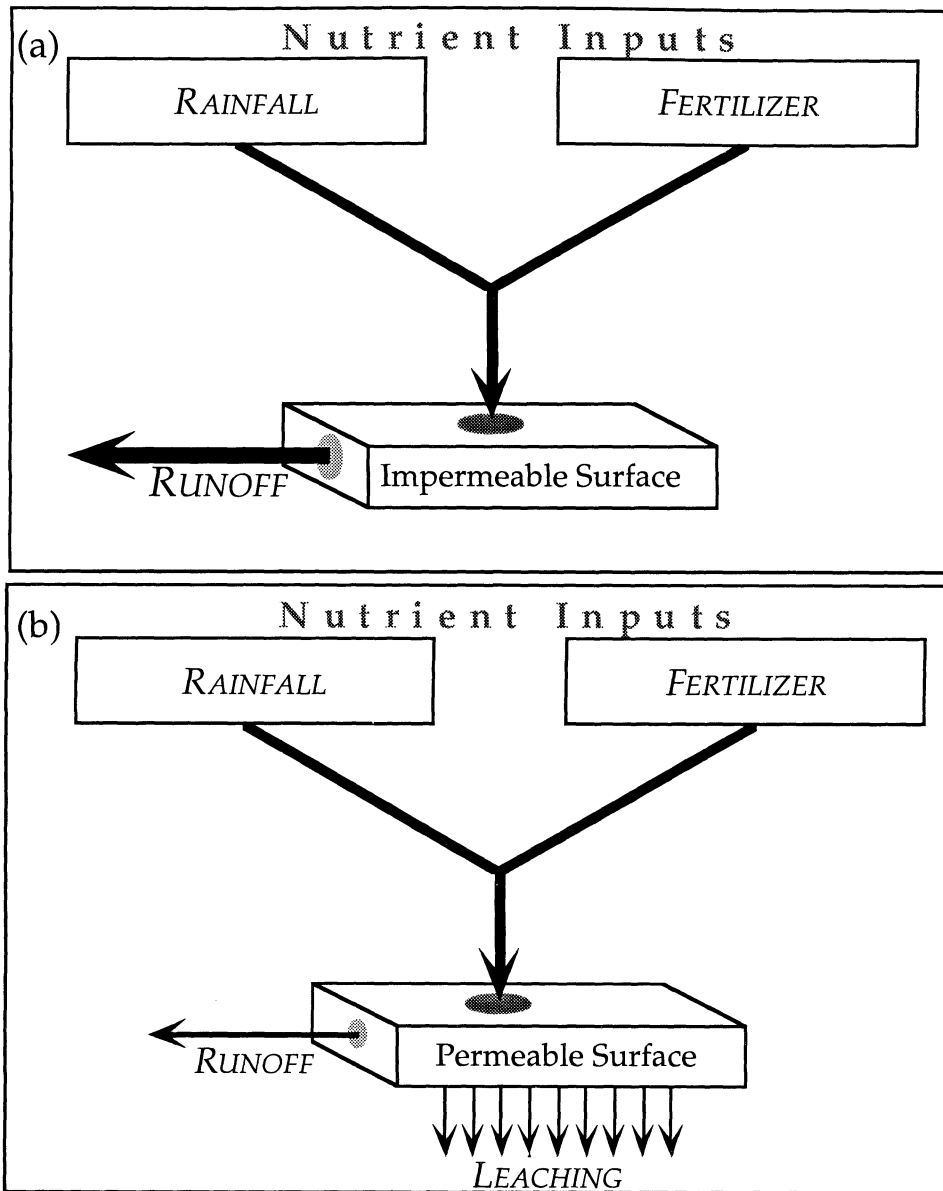 (a)
Nutrient Inputs
RAINFALL
FERTILIZER
RUNOFF
Impermeable Surface
(b)
Nutrient Inputs
RAINFALL
FERTILIZER
RUNOFF
Permeable Surface
LEACHING